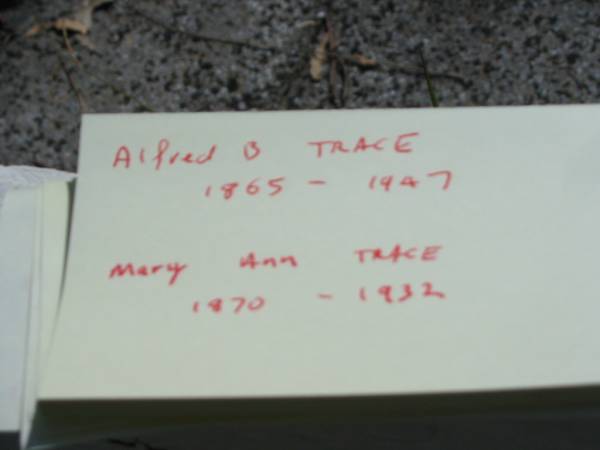 Alfred B TRACE
1865 - 1947
Mary Ann TRACE
1870 - 1932